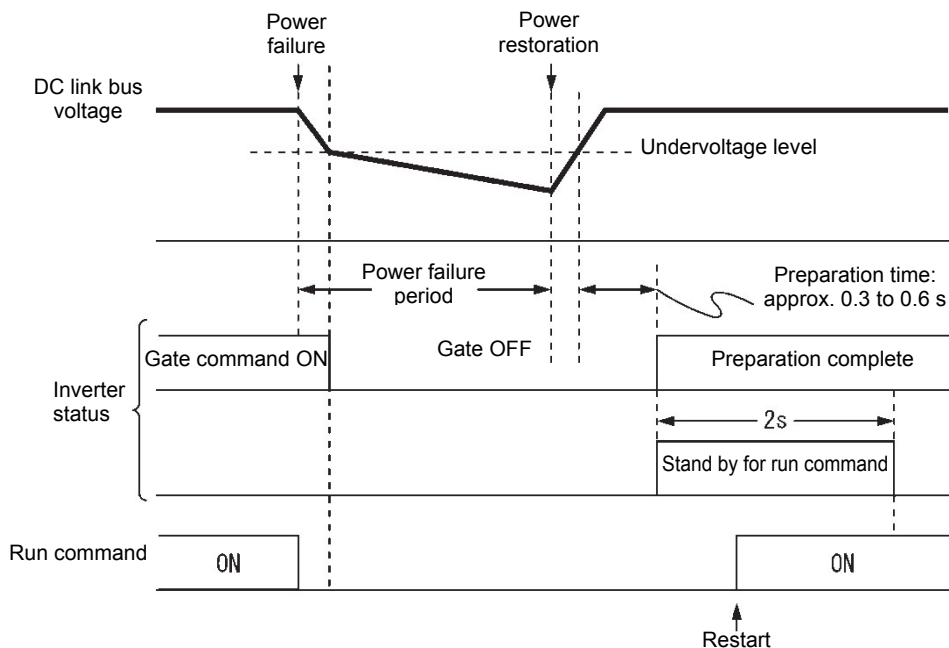 Power
failure
Power
restoration
DC link bus
voltage
Undervoltage level
Power failure
period
Preparation time:
approx. 0.3 to 0.6 s
Gate command ON
Gate OFF
Preparation complete
Inverter
status
2s
Stand by for run command
Run command
ON
ON
Restart